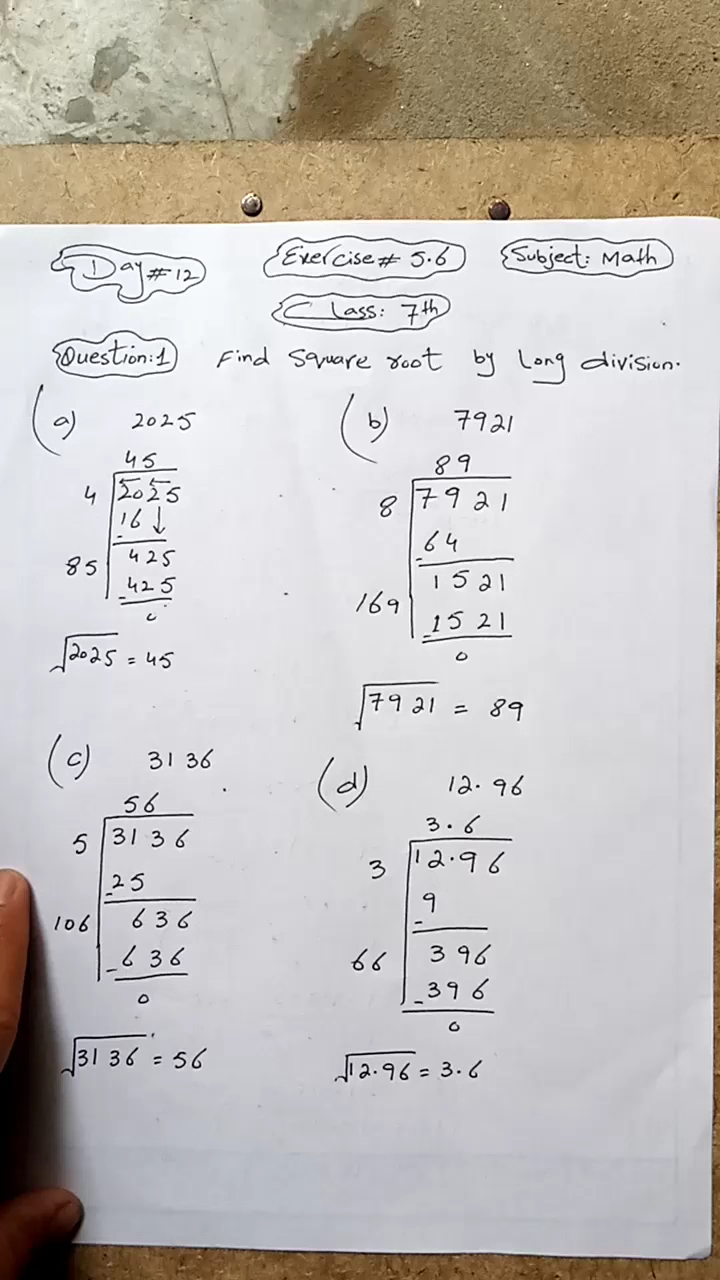 Day # 12
Exercise # 5.6
Subject: Math
Class: 7th
Question:1 Find Square root by long division.
(a) 2025
45
4 2025
-16 ↓
85 425
-425
0
√2025 = 45
(b) 7921
89
8 7921
-64
169 1521
-1521
0
√7921 = 89
(c) 3136
56
5 3136
-25
106 636
-636
0
√3136 = 56
(d) 12.96
3.6
3 12.96
-9
66 396
-396
0
√12.96 = 3.6